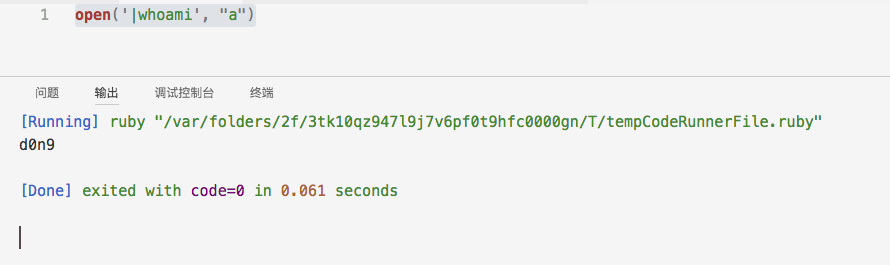 1 open('|whoami', "a")
问题 输出 调试控制台 终端
[Running] ruby "/var/folders/2f/3tk10qz947l9j7v6pf0t9hfc0000gn/T/tempCodeRunnerFile.ruby"
d0n9
[Done] exited with code=0 in 0.061 seconds